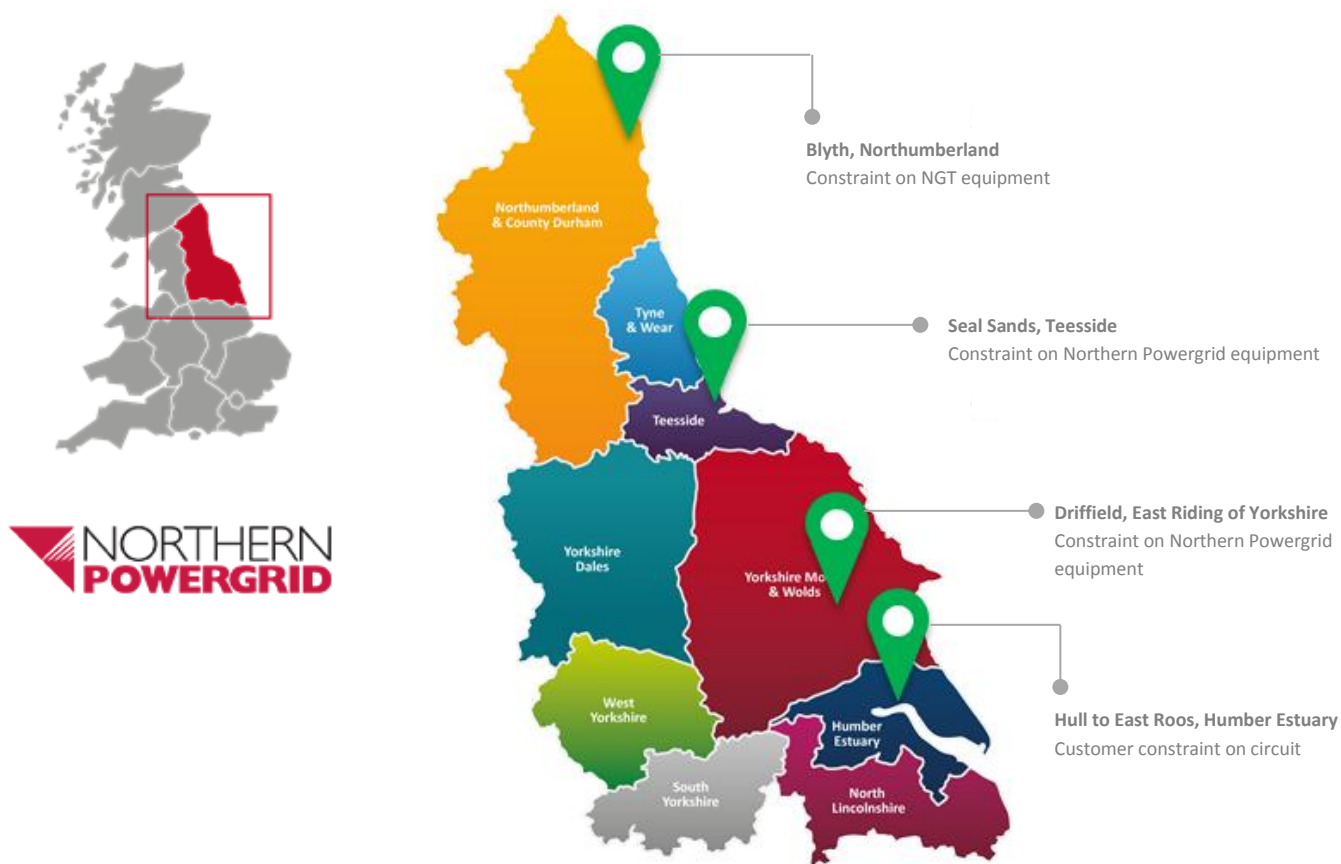 Blyth, Northumberland
Constraint on NGT equipment
Northumberland
& County Durham
Tyne
& Wear
Seal Sands, Teesside
Constraint on Northern Powergrid equipment
Teesside
NORTHERN
POWERGRID
Driffield, East Riding of Yorkshire
Constraint on Northern Powergrid
equipment
Yorkshire
Dales
Yorkshire Mo
& Wolds
West
Yorkshire
Humber
Estuary
Hull to East Roos, Humber Estuary
Customer constraint on circuit
South
Yorkshire
North
Lincolnshire